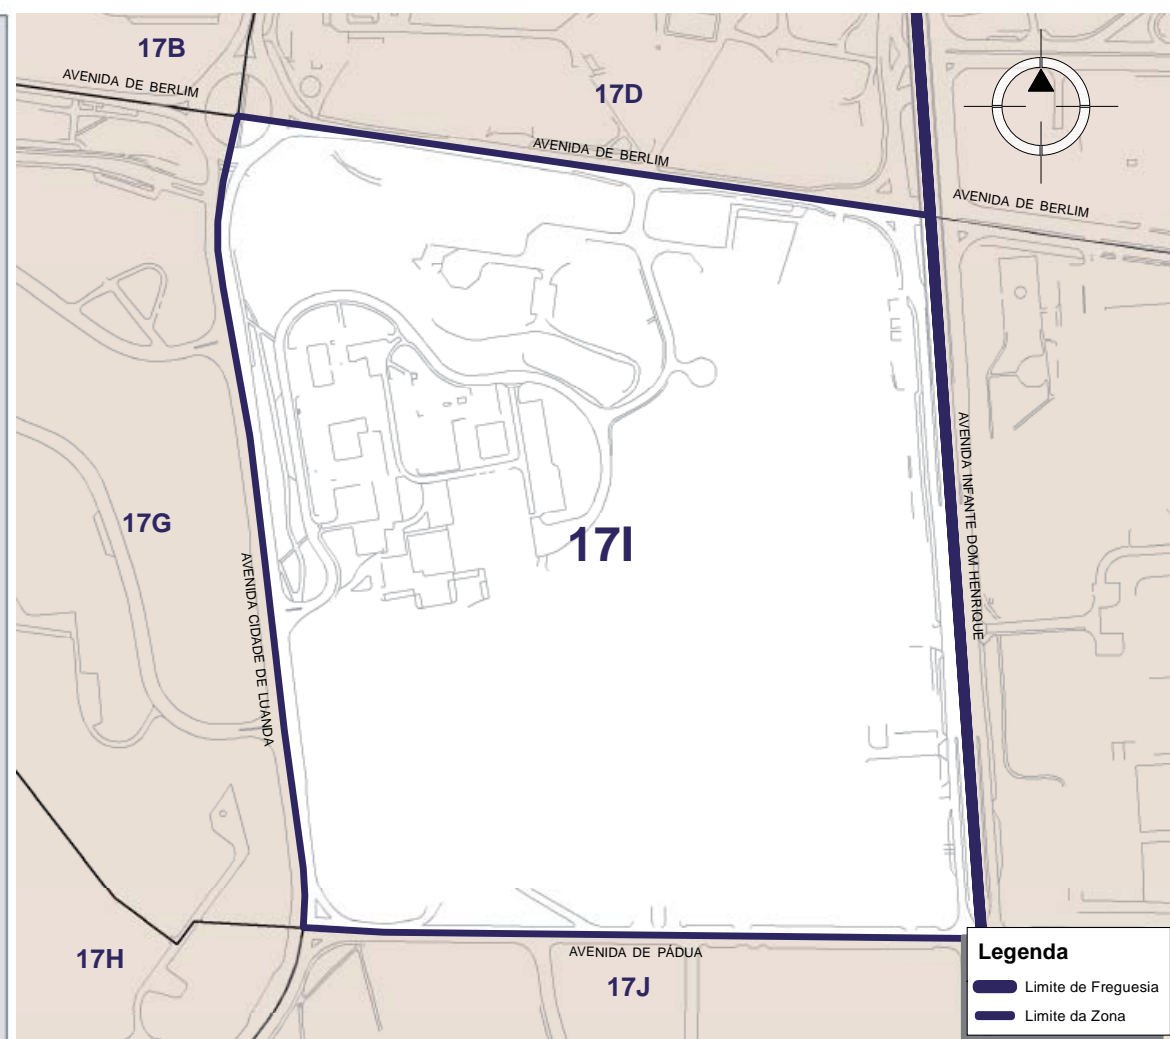 17B
AVENIDA DE BERLIM
17D
AVENIDA DE BERLIM
AVENIDA DE BERLIM
17G
17I
AVENIDA INFANTE DOM HENRIQUE
AVENIDA CIDADE DE LUANDA
17H
AVENIDA DE PÁDUA
17J
Legenda
Limite de Freguesia
Limite da Zona